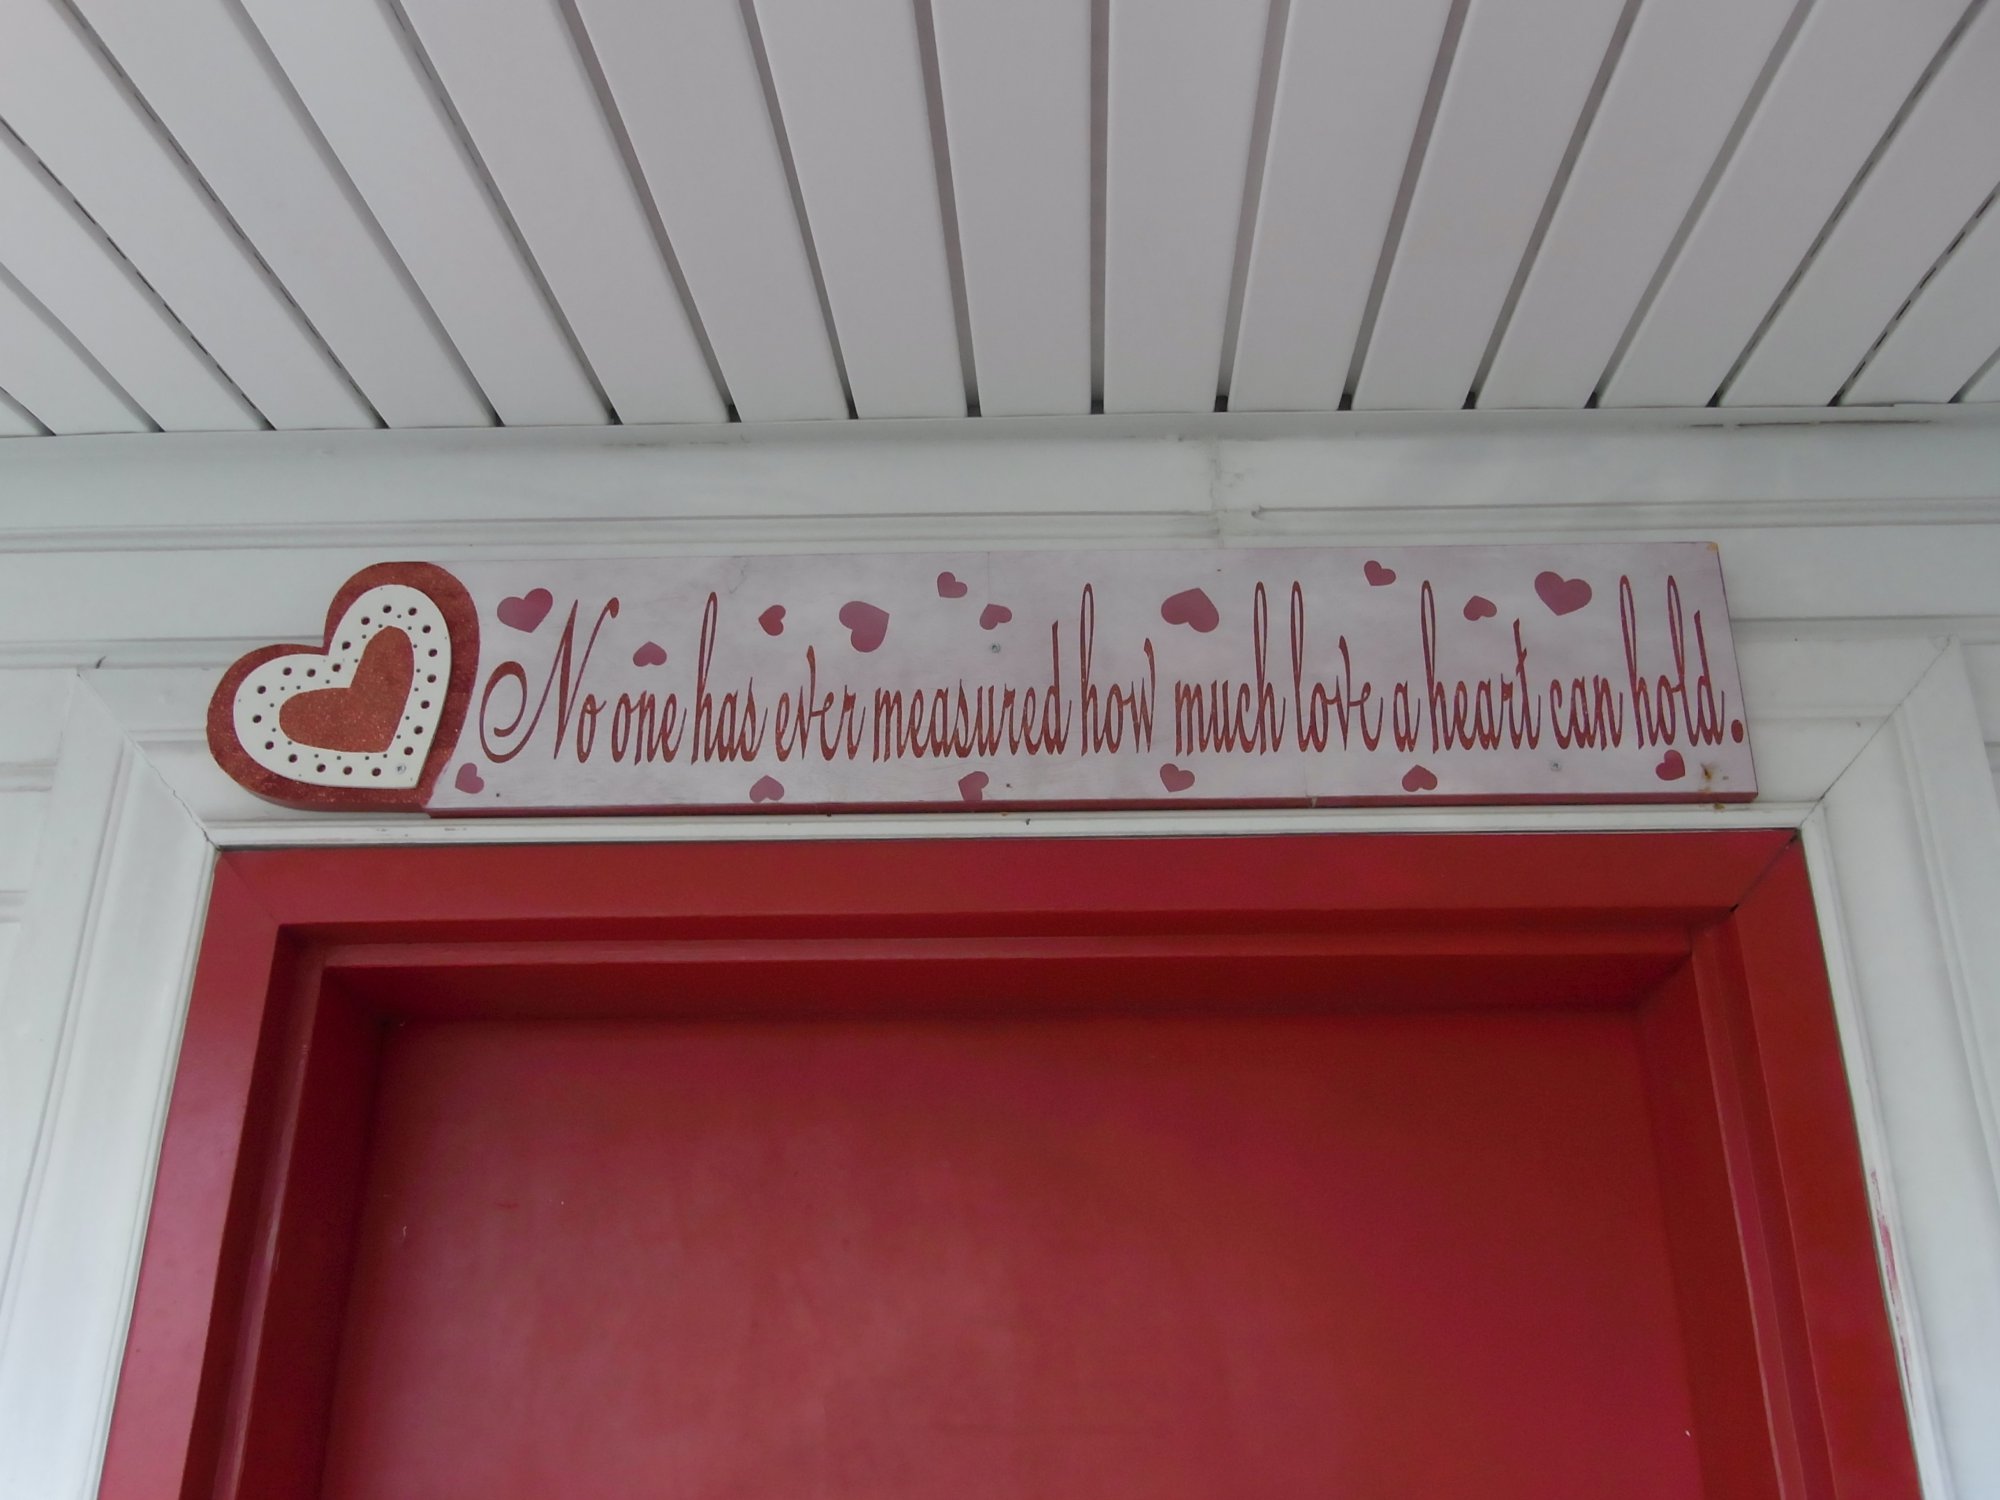 No one has ever measured how much love a heart can hold.